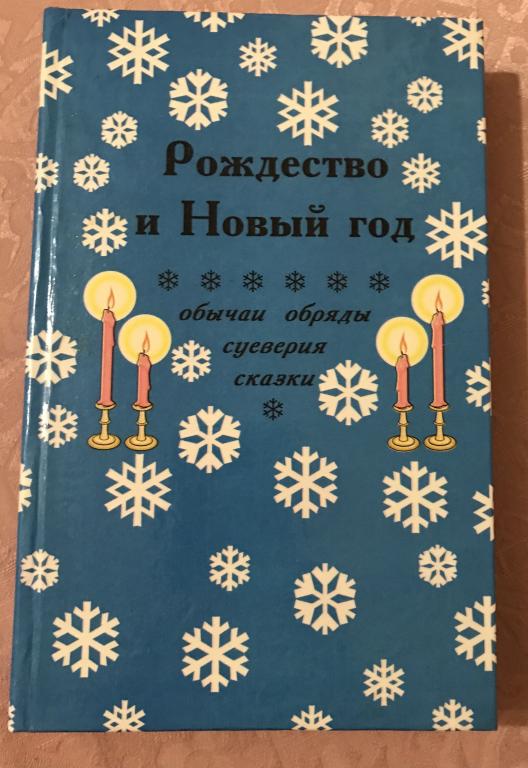 Рождество
и Новый год
обычаи обряды
суеверия
сказки